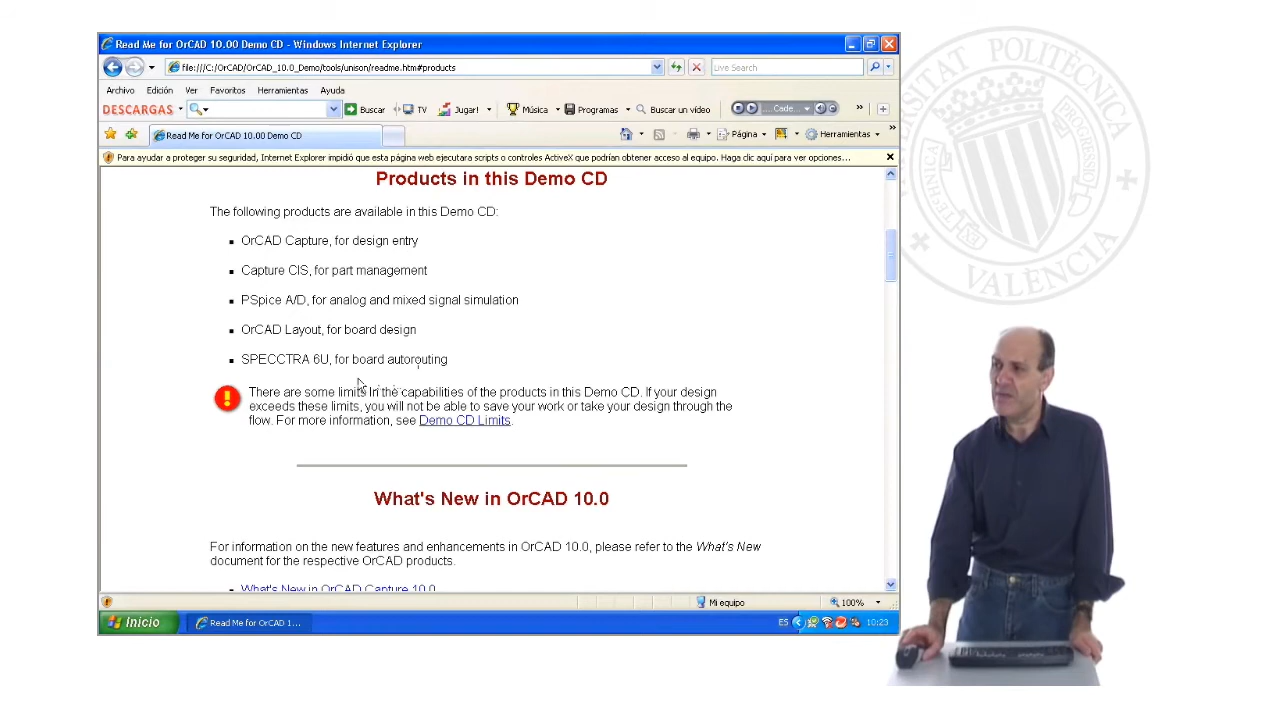 Read Me for OrCAD 10.00 Demo CD - Windows Internet Explorer
file:///C:/OrCAD/OrCAD_10.0_Demo/tools/unison/readme.htm#products
Live Search
Archivo Edición Ver Favoritos Herramientas Ayuda
DESCARGAS Buscar TV Jugar! Música Programas Buscar un vídeo ....Cade...
Read Me for OrCAD 10.00 Demo CD Página Herramientas
Para ayudar a proteger su seguridad, Internet Explorer impidió que esta página web ejecutara scripts o controles ActiveX que podrían obtener acceso al equipo. Haga clic aquí para ver opciones...
Products in this Demo CD
The following products are available in this Demo CD:
OrCAD Capture, for design entry
Capture CIS, for part management
PSpice A/D, for analog and mixed signal simulation
OrCAD Layout, for board design
SPECCTRA 6U, for board autorouting
There are some limits in the capabilities of the products in this Demo CD. If your design
exceeds these limits, you will not be able to save your work or take your design through the
flow. For more information, see Demo CD Limits.
What's New in OrCAD 10.0
For information on the new features and enhancements in OrCAD 10.0, please refer to the What's New
document for the respective OrCAD products.
What's New in OrCAD Capture 10.0
Mi equipo 100%
Inicio Read Me for OrCAD 1... ES 10:23
UNIVERSITAT POLITÈCNICA
DE VALÈNCIA